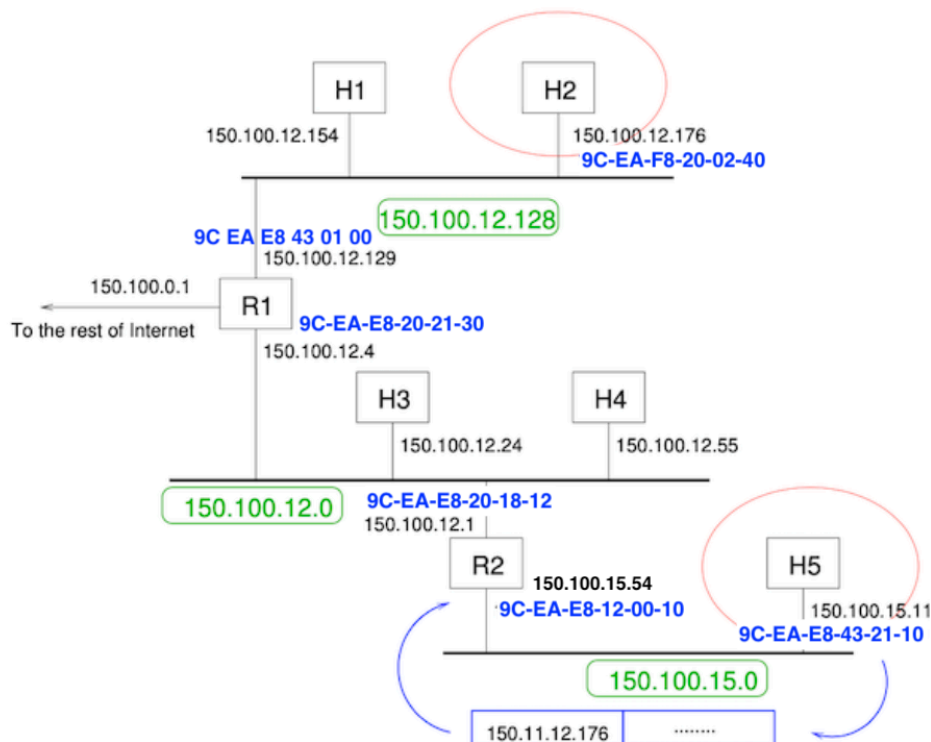 H1
H2
150.100.12.154
150.100.12.176
9C-EA-F8-20-02-40
150.100.12.128
9C EA E8 43 01 00
150.100.12.129
150.100.0.1
R1
To the rest of Internet
9C-EA-E8-20-21-30
150.100.12.4
H3
H4
150.100.12.24
150.100.12.55
150.100.12.0
9C-EA-E8-20-18-12
150.100.12.1
R2
H5
150.100.15.54
9C-EA-E8-12-00-10
150.100.15.11
9C-EA-E8-43-21-10
150.100.15.0
150.11.12.176
........